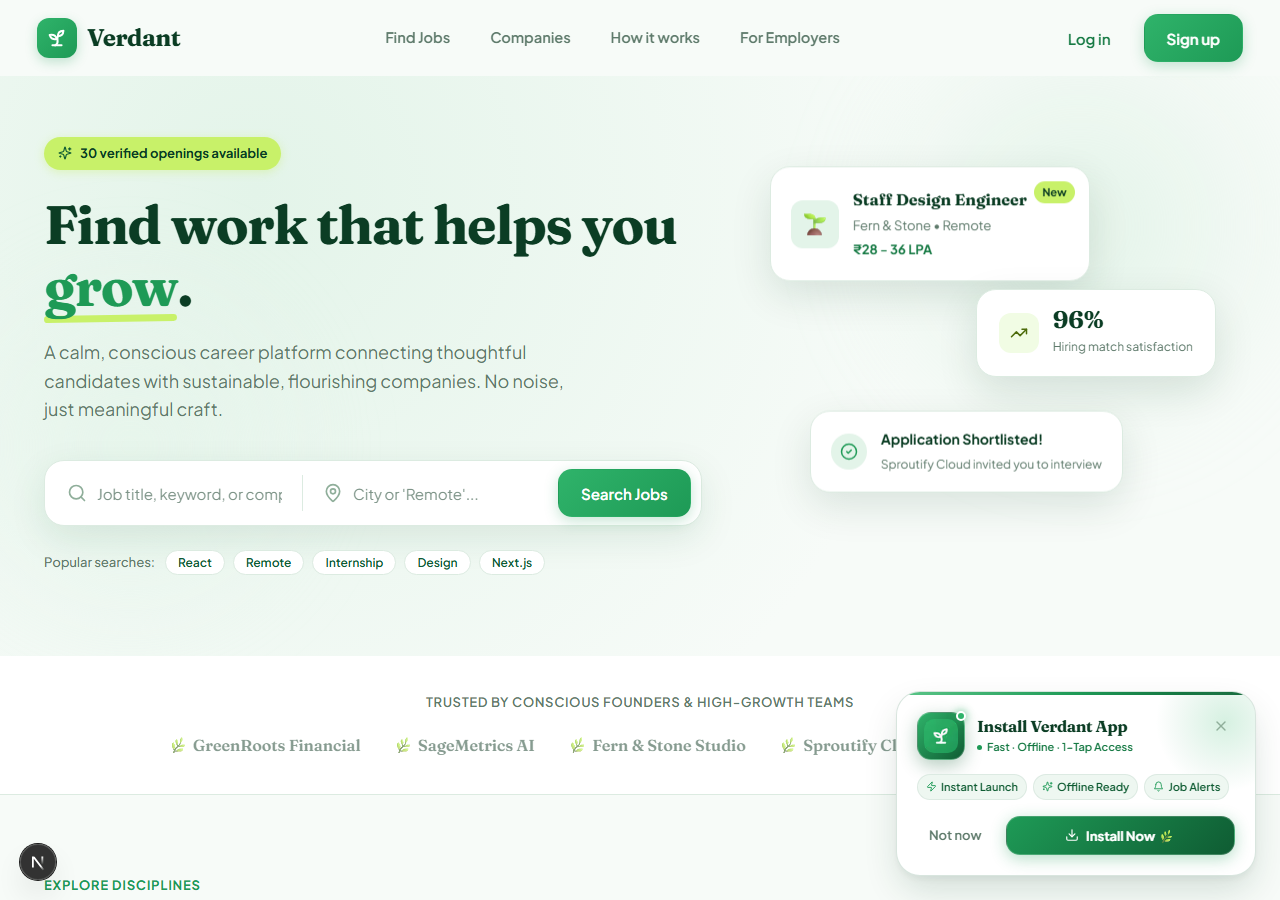 Verdant
Find Jobs
Companies
How it works
For Employers
Log in
Sign up
30 verified openings available
Find work that helps you
grow.
A calm, conscious career platform connecting thoughtful
candidates with sustainable, flourishing companies. No noise,
just meaningful craft.
Job title, keyword, or
City or 'Remote'...
Search Jobs
Popular searches:
React
Remote
Internship
Design
Next.js
Staff Design Engineer
New
Fern & Stone • Remote
₹28 - 36 LPA
96%
Hiring match satisfaction
Application Shortlisted!
Sproutify Cloud invited you to interview
TRUSTED BY CONSCIOUS FOUNDERS & HIGH-GROWTH TEAMS
GreenRoots Financial
SageMetrics AI
Fern & Stone Studio
Sproutify
Install Verdant App
Fast · Offline · 1-Tap Access
Instant Launch
Offline Ready
Job Alerts
Not now
Install Now
N
EXPLORE DISCIPLINES